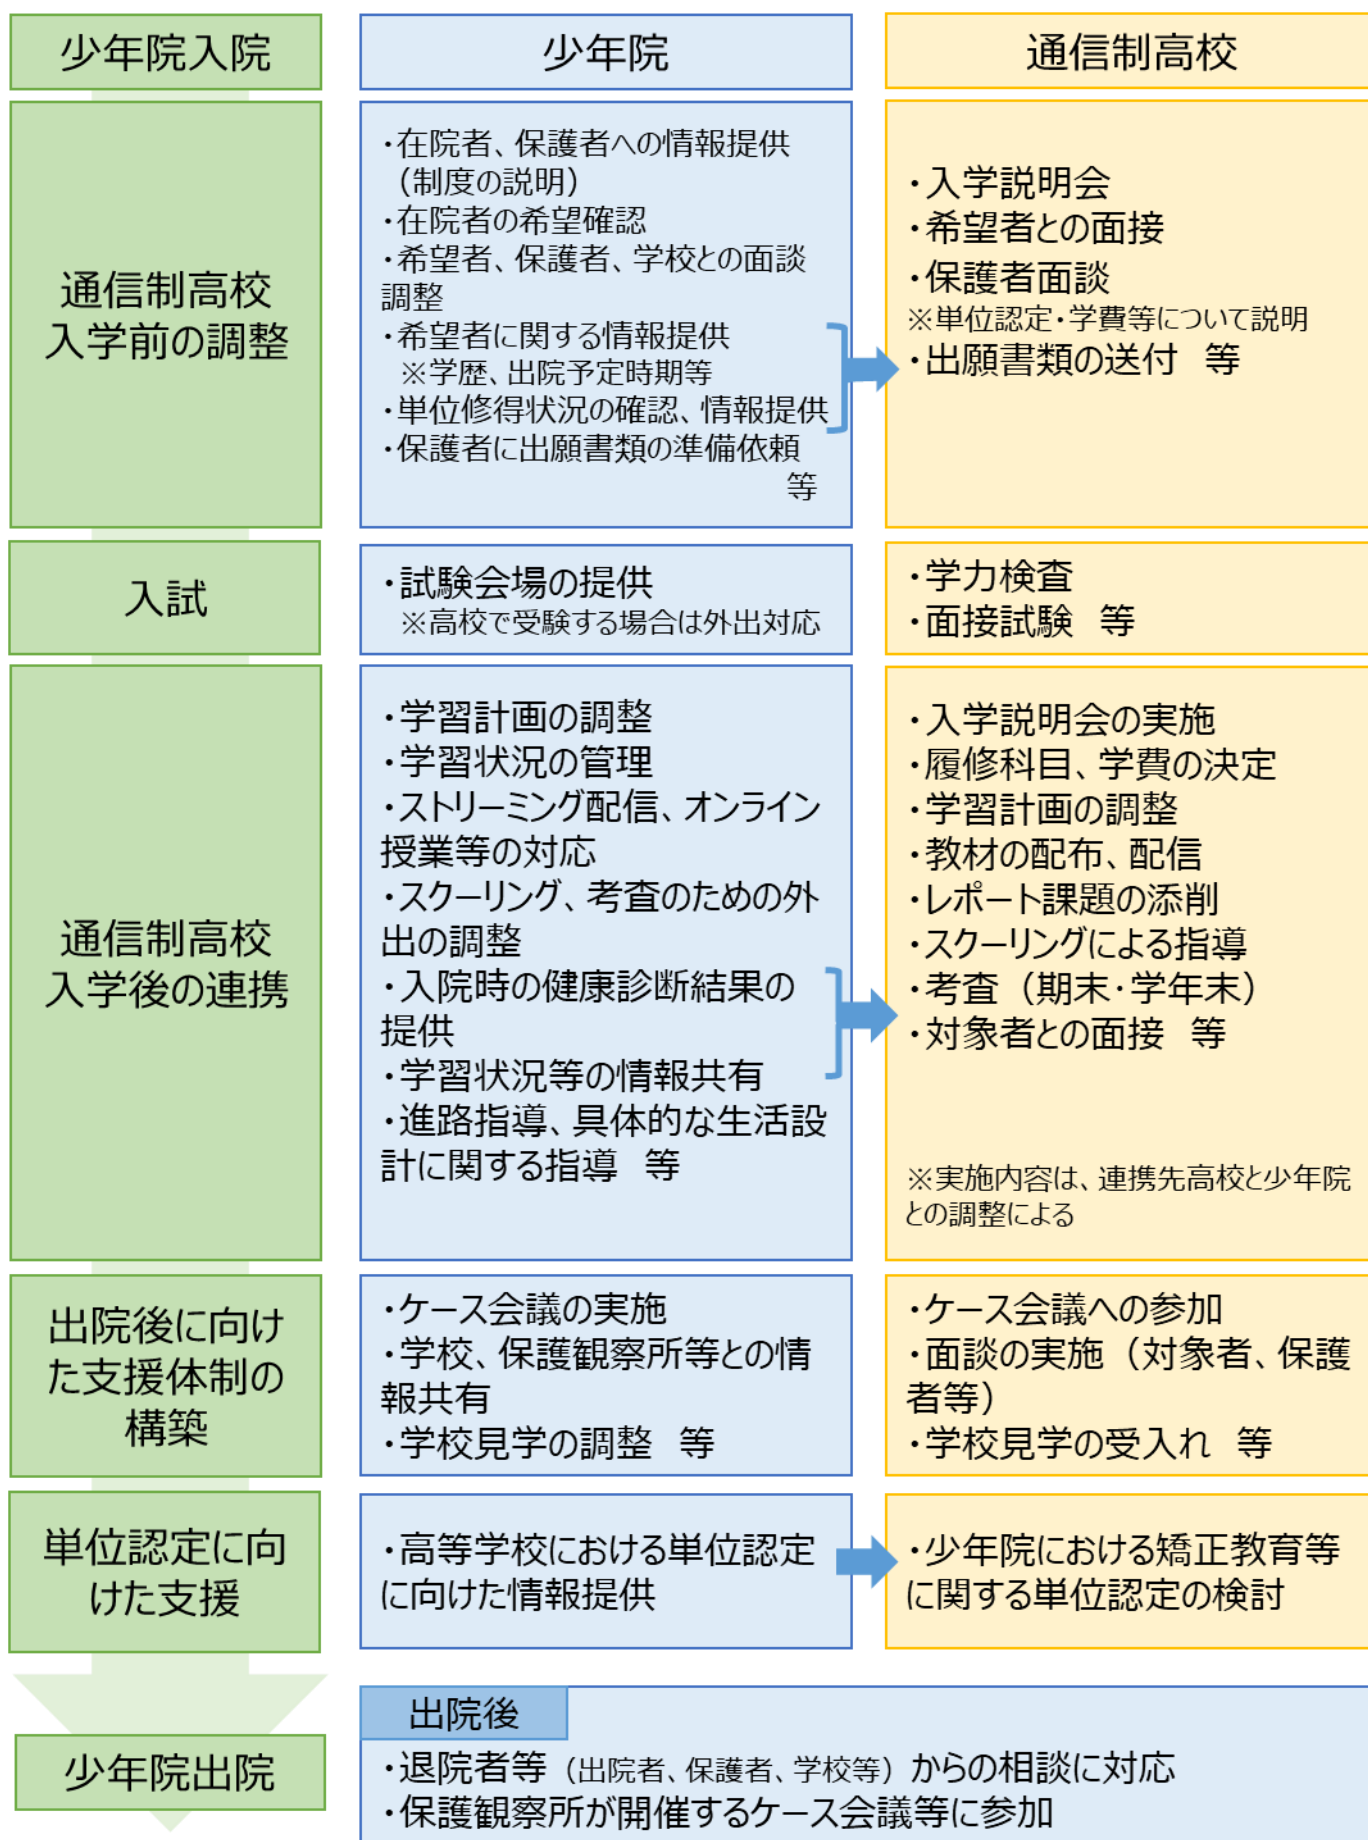 少年院入院
少年院
通信制高校
通信制高校
入学前の調整
・在院者、保護者への情報提供
（制度の説明）
・在院者の希望確認
・希望者、保護者、学校との面談
調整
・希望者に関する情報提供
※学歴、出院予定時期等
・単位修得状況の確認、情報提供
・保護者に出願書類の準備依頼
等
・入学説明会
・希望者との面接
・保護者面談
※単位認定・学費等について説明
・出願書類の送付　等
入試
・試験会場の提供
※高校で受験する場合は外出対応
・学力検査
・面接試験　等
通信制高校
入学後の連携
・学習計画の調整
・学習状況の管理
・ストリーミング配信、オンライン
授業等の対応
・スクーリング、考査のための外
出の調整
・入院時の健康診断結果の
提供
・学習状況等の情報共有
・進路指導、具体的な生活設
計に関する指導　等
・入学説明会の実施
・履修科目、学費の決定
・学習計画の調整
・教材の配布、配信
・レポート課題の添削
・スクーリングによる指導
・考査（期末・学年末）
・対象者との面接　等
※実施内容は、連携先高校と少年院
との調整による
出院後に向け
た支援体制の
構築
・ケース会議の実施
・学校、保護観察所等との情
報共有
・学校見学の調整　等
・ケース会議への参加
・面談の実施（対象者、保護
者等）
・学校見学の受入れ　等
単位認定に向
けた支援
・高等学校における単位認定
に向けた情報提供
・少年院における矯正教育等
に関する単位認定の検討
少年院出院
出院後
・退院者等（出院者、保護者、学校等）からの相談に対応
・保護観察所が開催するケース会議等に参加